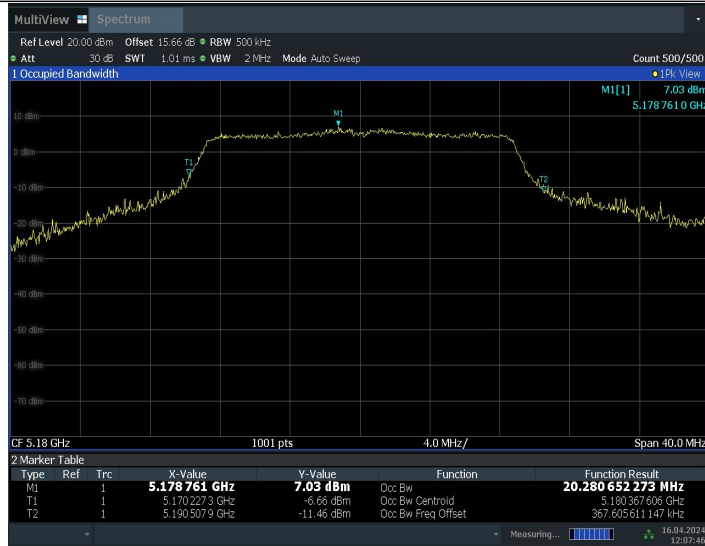 MultiView Spectrum
Ref Level 20.00 dBm Offset 15.66 dB RBW 500 kHz
Att 30 dB SWT 1.01 ms VBW 2 MHz Mode Auto Sweep Count 500/500
1 Occupied Bandwidth 1Pk View
M1[1] 7.03 dBm
5.178 761 0 GHz
10 dBm
M1
0 dBm
T1
T2
-10 dBm
-20 dBm
-30 dBm
-40 dBm
-50 dBm
-60 dBm
-70 dBm
CF 5.18 GHz 1001 pts 4.0 MHz/ Span 40.0 MHz
2 Marker Table
Type Ref Trc X-Value Y-Value Function Function Result
M1 1 5.178 761 GHz 7.03 dBm Occ Bw 20.280 652 273 MHz
T1 1 5.170 227 3 GHz -6.66 dBm Occ Bw Centroid 5.180 367 606 GHz
T2 1 5.190 507 9 GHz -11.46 dBm Occ Bw Freq Offset 367.605 611 147 kHz
Measuring... 16.04.2024
12:07:46